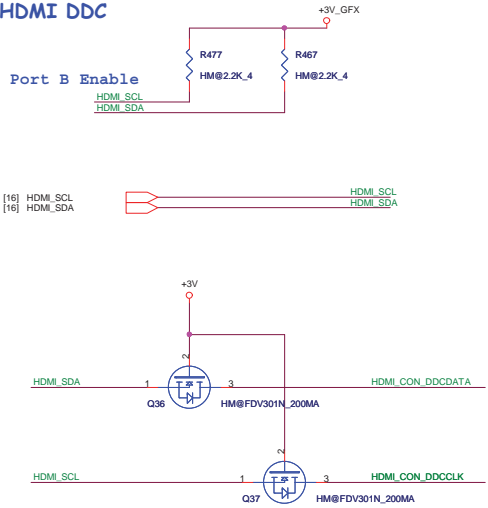 HDMI DDC
+3V_GFX
R477
R467
HM@2.2K_4
HM@2.2K_4
Port B Enable
HDMI_SCL
HDMI_SDA
[16] HDMI_SCL
HDMI_SCL
[16] HDMI_SDA
HDMI_SDA
+3V
2
HDMI_SDA
1
3
HDMI_CON_DDCDATA
Q36
HM@FDV301N_200MA
2
HDMI_SCL
1
3
HDMI_CON_DDCCLK
Q37
HM@FDV301N_200MA